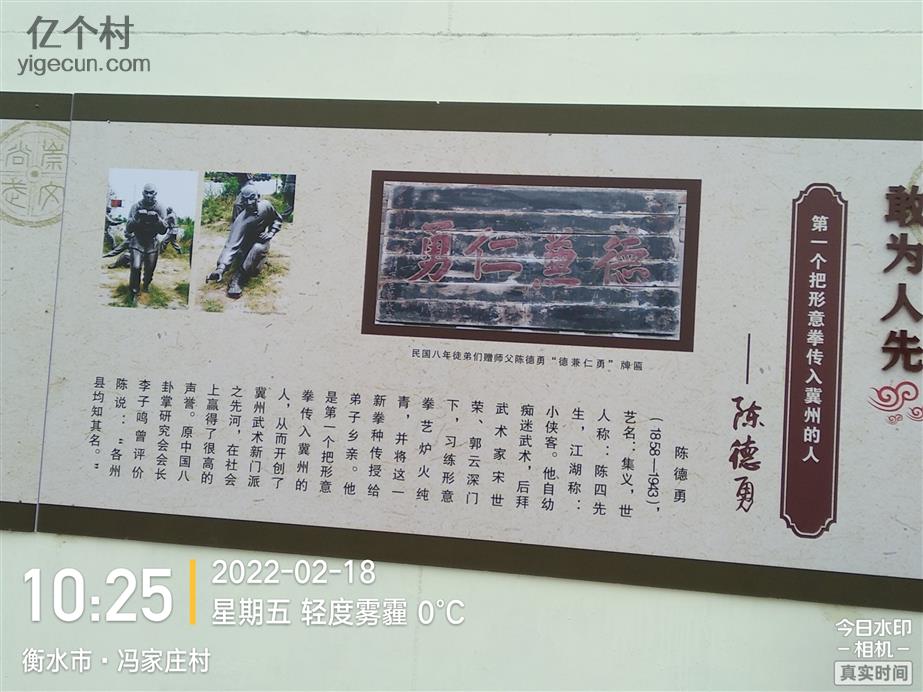 亿个村
yigecun.com
崇文
尚武
敢为人先
第一个把形意拳传入冀州的人
——陈德勇
德兼仁勇
民国八年徒弟们赠师父陈德勇“德兼仁勇”牌匾
陈德勇
（1858—1943），
艺名：集义，世
人称：陈四先
生，江湖称：
小侠客。他自幼
痴迷武术，后拜
武术家宋世
荣、郭云深门
下，习练形意
拳，艺炉火纯
青，并将这一
新拳种传授给
弟子乡亲。他
是第一个把形意
拳传入冀州的
人，从而开创了
冀州武术新门派
之先河，在社会
上赢得了很高的
声誉。原中国八
卦掌研究会会长
李子鸣曾评价
陈说：“各州
县均知其名。”
10:25
2022-02-18
星期五 轻度雾霾 0℃
衡水市·冯家庄村
今日水印
相机
真实时间